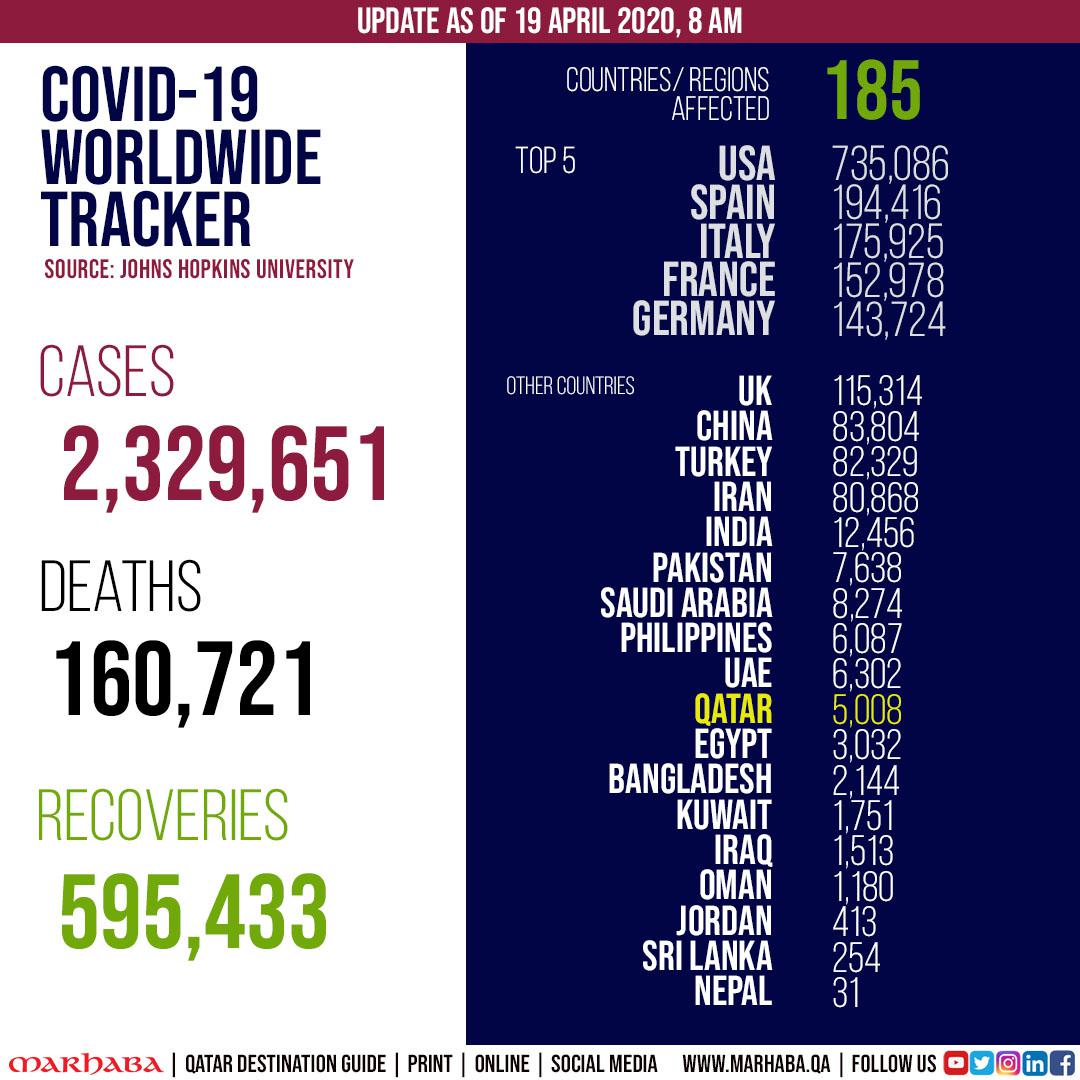 UPDATE AS OF 19 APRIL 2020, 8 AM
COVID-19
WORLDWIDE
TRACKER
SOURCE: JOHNS HOPKINS UNIVERSITY
CASES
2,329,651
DEATHS
160,721
RECOVERIES
595,433
COUNTRIES/ REGIONS
AFFECTED
185
TOP 5
USA 735,086
SPAIN 194,416
ITALY 175,925
FRANCE 152,978
GERMANY 143,724
OTHER COUNTRIES
UK 115,314
CHINA 83,804
TURKEY 82,329
IRAN 80,868
INDIA 12,456
PAKISTAN 7,638
SAUDI ARABIA 8,274
PHILIPPINES 6,087
UAE 6,302
QATAR 5,008
EGYPT 3,032
BANGLADESH 2,144
KUWAIT 1,751
IRAQ 1,513
OMAN 1,180
JORDAN 413
SRI LANKA 254
NEPAL 31
MARHABA | QATAR DESTINATION GUIDE | PRINT | ONLINE | SOCIAL MEDIA WWW.MARHABA.QA | FOLLOW US